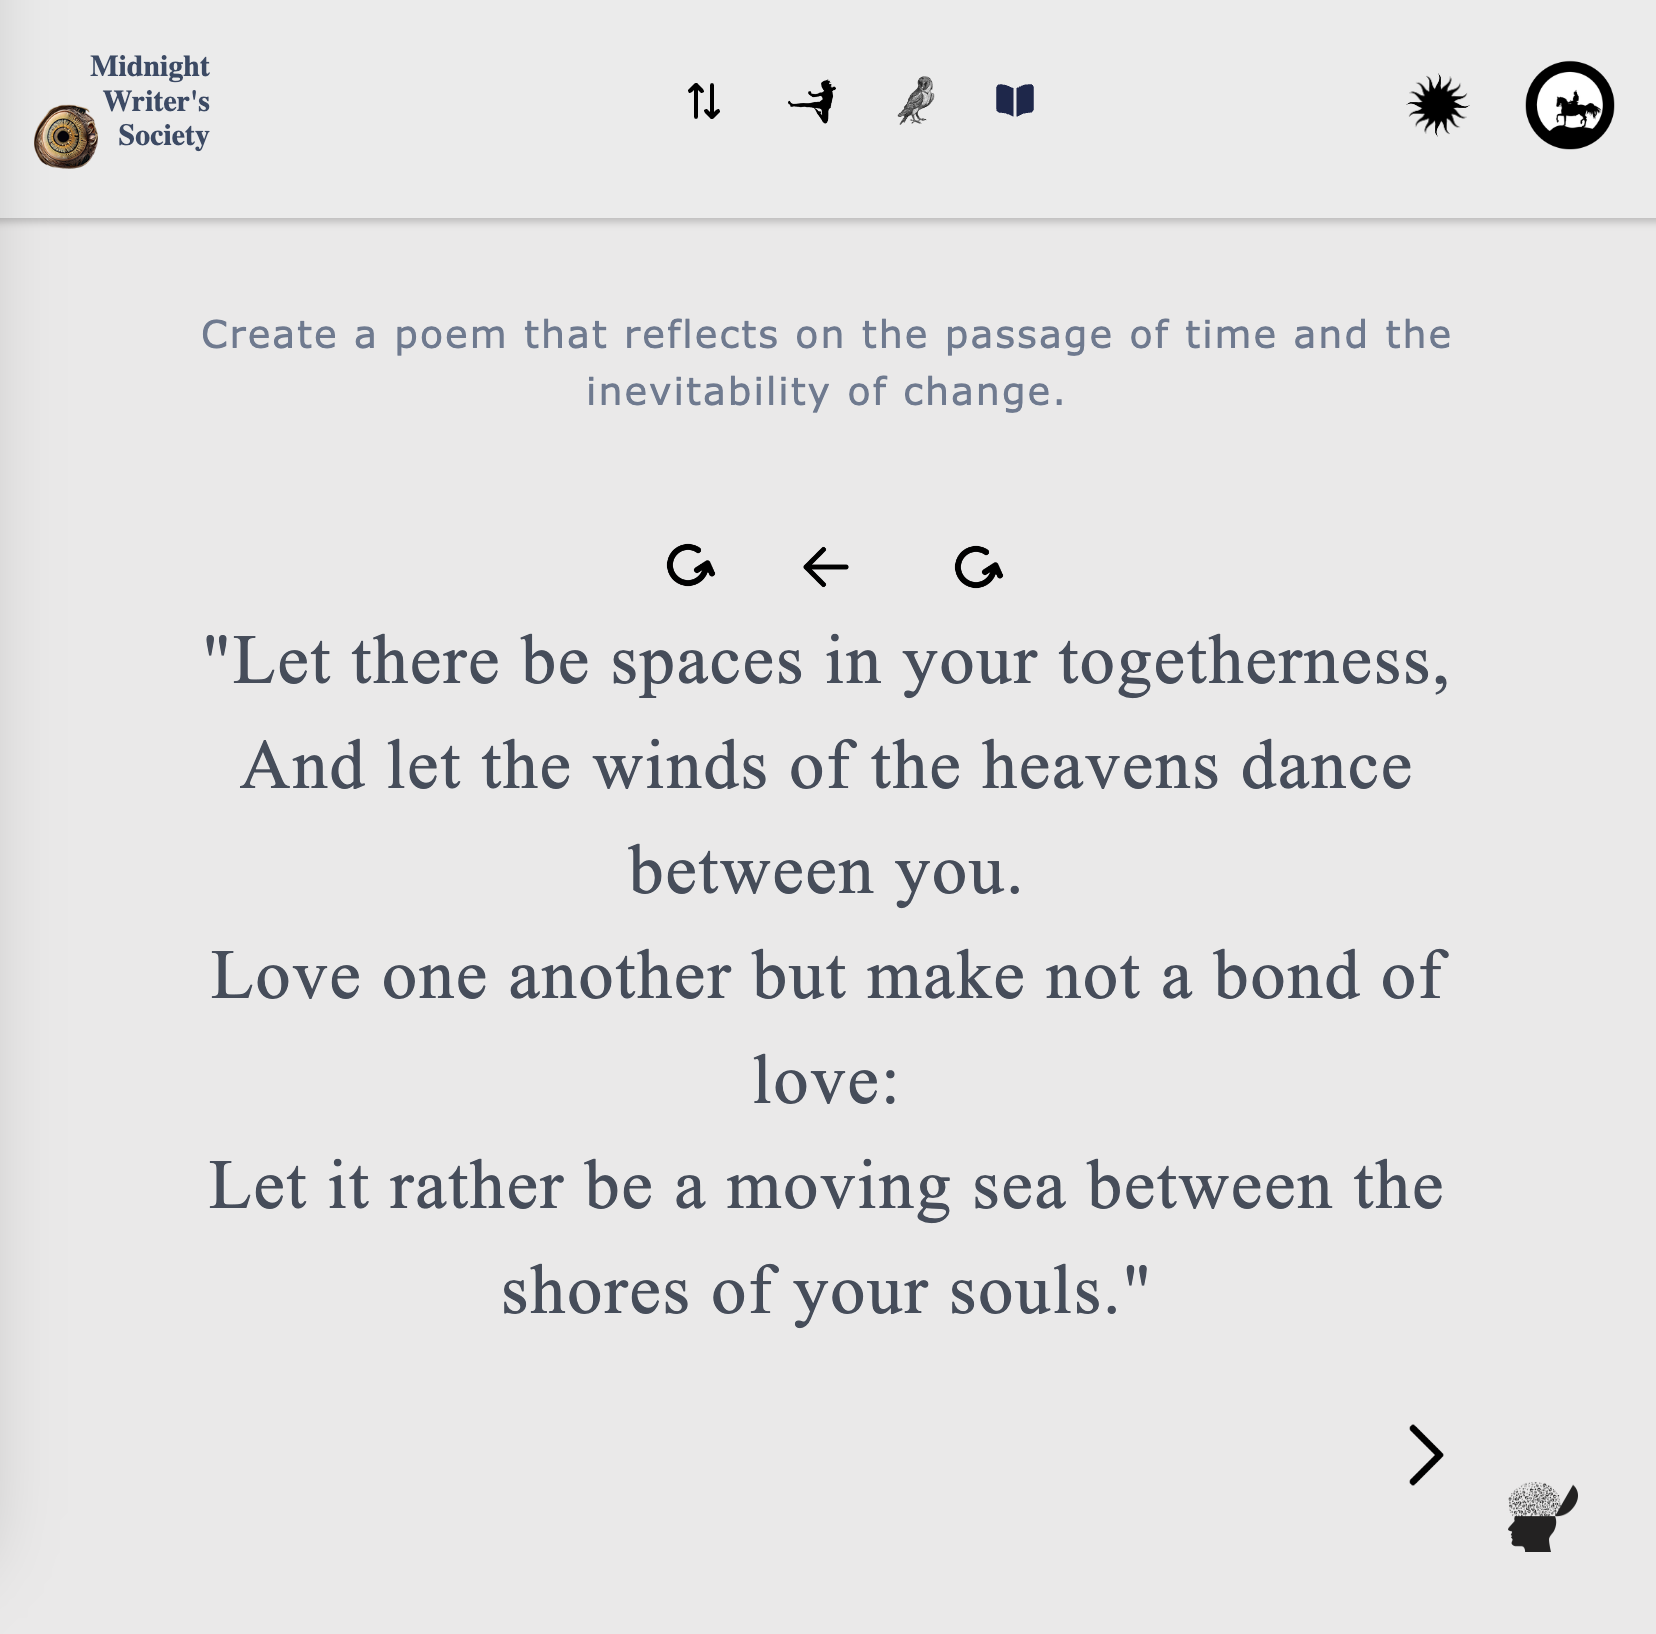 Midnight
Writer's
Society
Create a poem that reflects on the passage of time and the
inevitability of change.
"Let there be spaces in your togetherness,
And let the winds of the heavens dance
between you.
Love one another but make not a bond of
love:
Let it rather be a moving sea between the
shores of your souls."